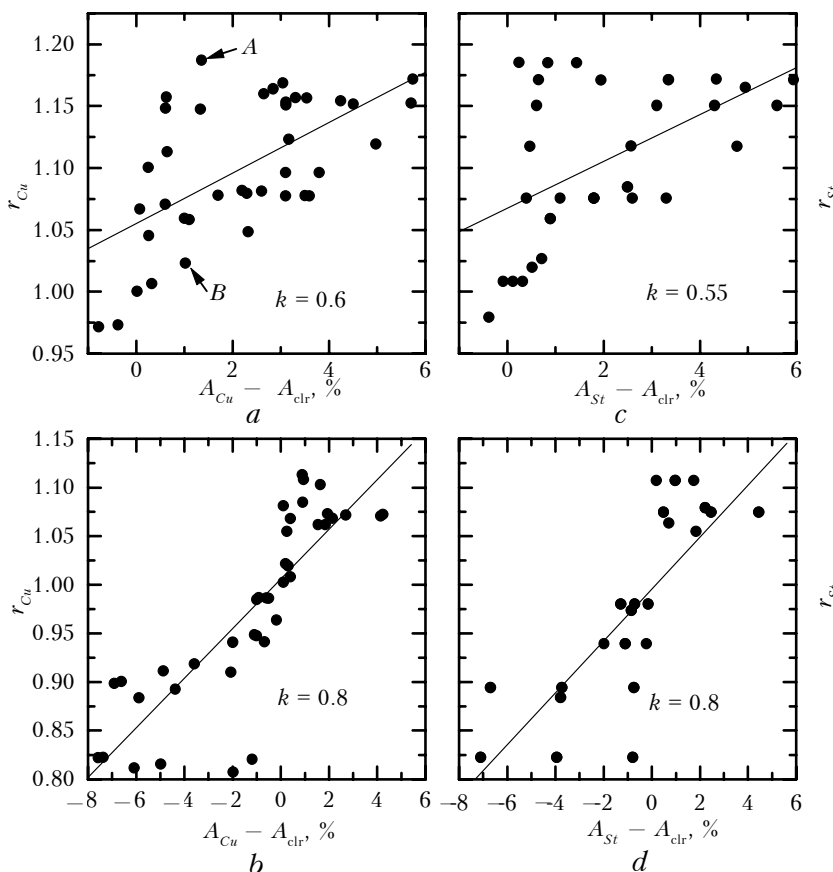 1.20
1.15
1.10
1.05
1.00
0.95
r_Cu
A
B
k = 0.6
0 2 4 6
A_Cu − A_clr, %
a
r_St
k = 0.55
0 2 4 6
A_St − A_clr, %
c
1.15
1.10
1.05
1.00
0.95
0.90
0.85
0.80
r_Cu
k = 0.8
−8 −6 −4 −2 0 2 4 6
A_Cu − A_clr, %
b
r_St
k = 0.8
−8 −6 −4 −2 0 2 4 6
A_St − A_clr, %
d